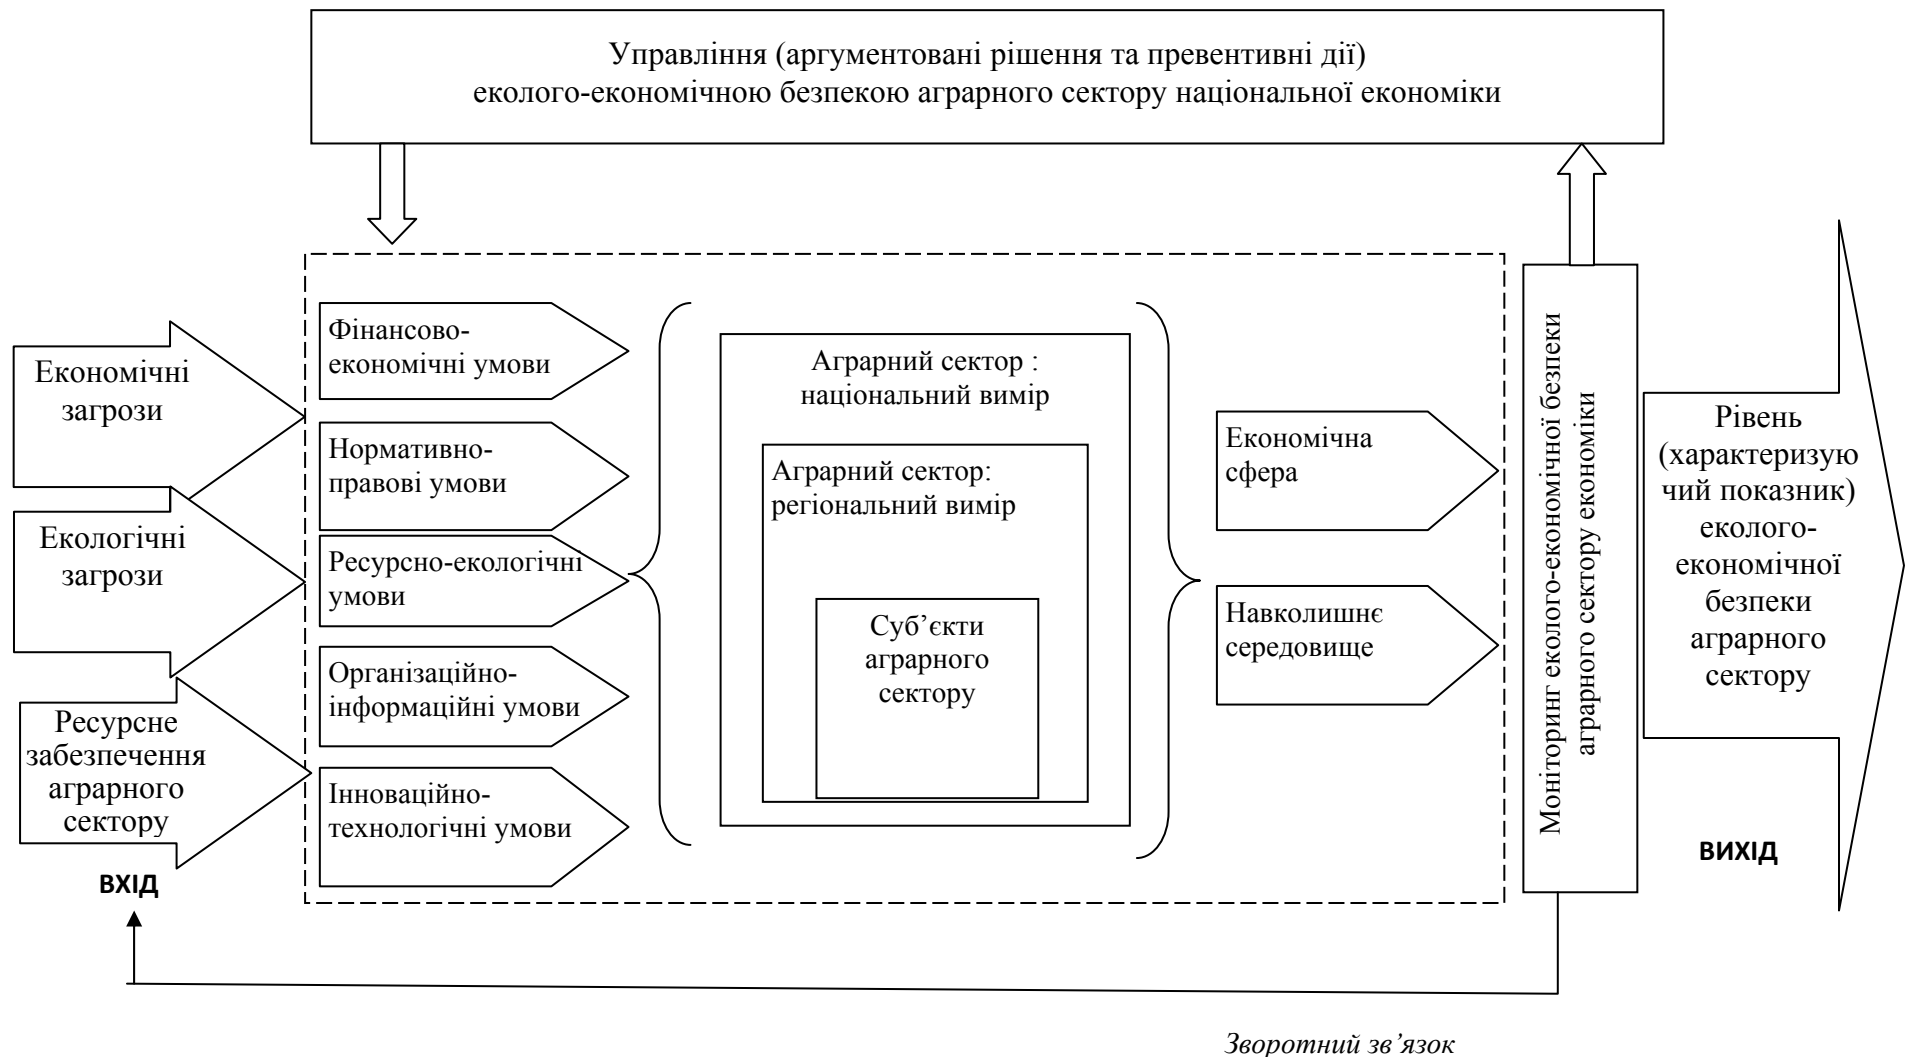 Управління (аргументовані рішення та превентивні дії)
еколого-економічною безпекою аграрного сектору національної економіки
Економічні
загрози
Екологічні
загрози
Ресурсне
забезпечення
аграрного
сектору
ВХІД
Фінансово-
економічні умови
Нормативно-
правові умови
Ресурсно-екологічні
умови
Організаційно-
інформаційні умови
Інноваційно-
технологічні умови
Аграрний сектор :
національний вимір
Аграрний сектор:
регіональний вимір
Суб’єкти
аграрного
сектору
Економічна
сфера
Навколишнє
середовище
Моніторинг еколого-економічної безпеки
аграрного сектору економіки
Рівень
(характеризую
чий показник)
еколого-
економічної
безпеки
аграрного
сектору
ВИХІД
Зворотний зв’язок